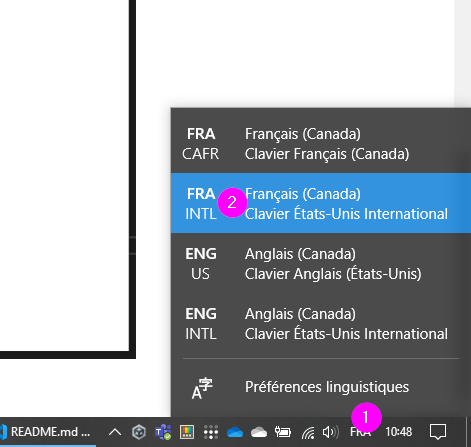 FRA Français (Canada)
CAFR Clavier Français (Canada)
FRA Français (Canada)
2
INTL Clavier États-Unis International
ENG Anglais (Canada)
US Clavier Anglais (États-Unis)
ENG Anglais (Canada)
INTL Clavier États-Unis International
A字 Préférences linguistiques
1
README.md ... FRA 10:48